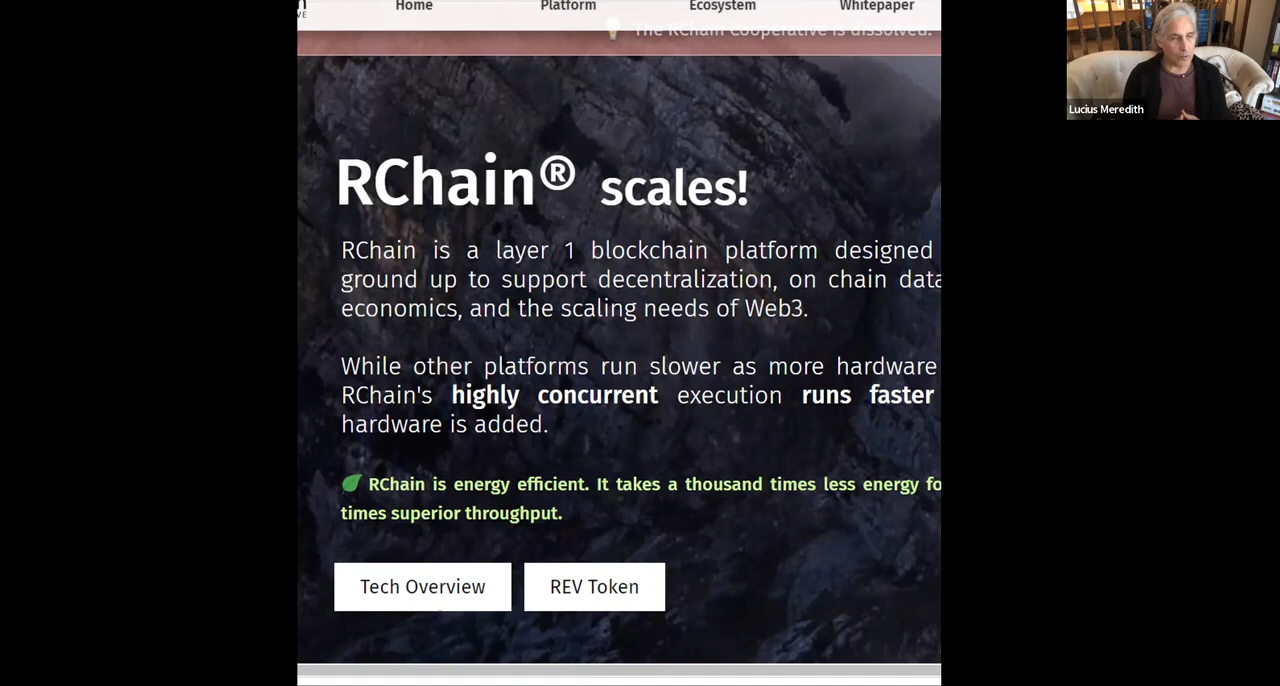 Home Platform Ecosystem Whitepaper
VE
The RChain Cooperative is dissolved.
Lucius Meredith
RChain® scales!
RChain is a layer 1 blockchain platform designed
ground up to support decentralization, on chain data
economics, and the scaling needs of Web3.
While other platforms run slower as more hardware
RChain's highly concurrent execution runs faster
hardware is added.
RChain is energy efficient. It takes a thousand times less energy fo
times superior throughput.
Tech Overview REV Token